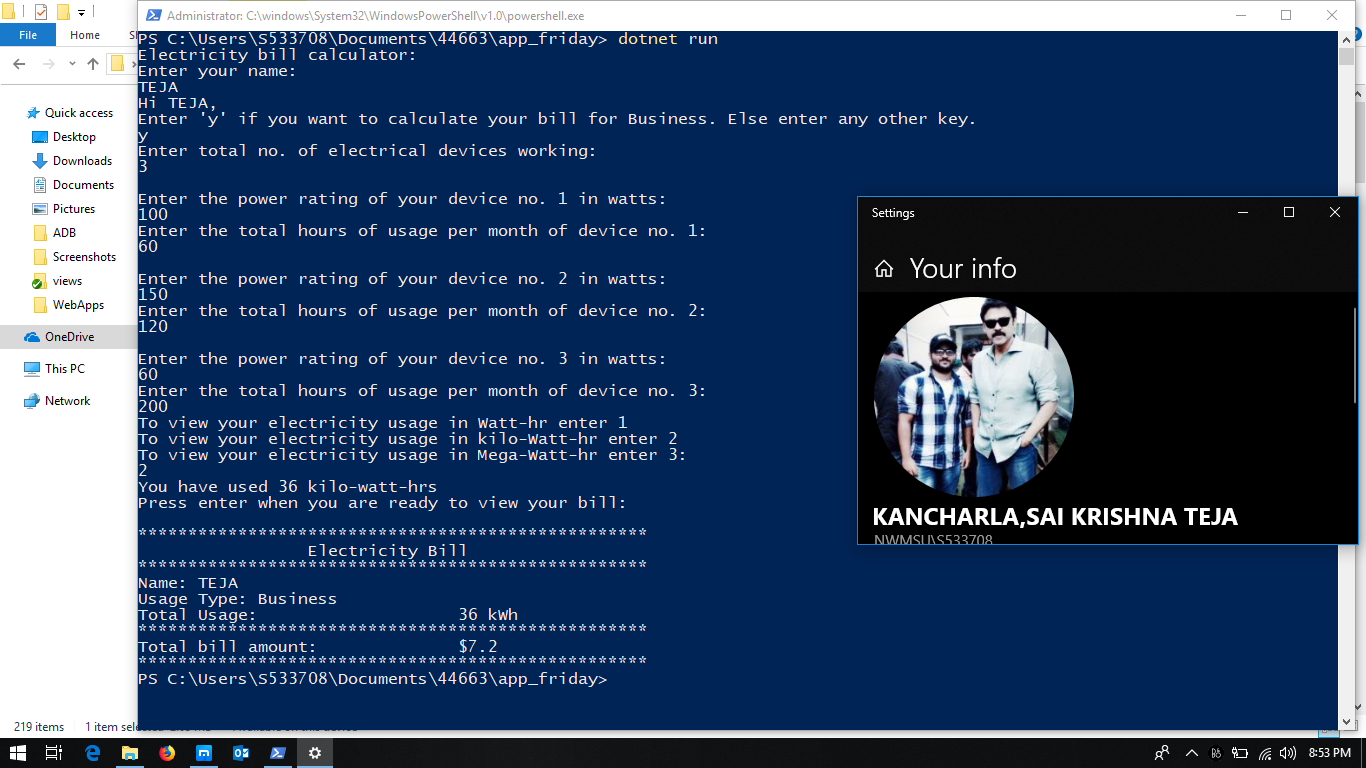 Administrator: C:\windows\System32\WindowsPowerShell\v1.0\powershell.exe
File
Home
Quick access
Desktop
Downloads
Documents
Pictures
ADB
Screenshots
views
WebApps
OneDrive
This PC
Network
219 items
1 item
PS C:\Users\S533708\Documents\44663\app_friday> dotnet run
Electricity bill calculator:
Enter your name:
TEJA
Hi TEJA,
Enter 'y' if you want to calculate your bill for Business. Else enter any other key.
y
Enter total no. of electrical devices working:
3
Enter the power rating of your device no. 1 in watts:
100
Enter the total hours of usage per month of device no. 1:
60
Enter the power rating of your device no. 2 in watts:
150
Enter the total hours of usage per month of device no. 2:
120
Enter the power rating of your device no. 3 in watts:
60
Enter the total hours of usage per month of device no. 3:
200
To view your electricity usage in Watt-hr enter 1
To view your electricity usage in kilo-Watt-hr enter 2
To view your electricity usage in Mega-Watt-hr enter 3:
2
You have used 36 kilo-watt-hrs
Press enter when you are ready to view your bill:
***************************************************
Electricity Bill
***************************************************
Name: TEJA
Usage Type: Business
Total Usage: 36 kWh
***************************************************
Total bill amount: $7.2
***************************************************
PS C:\Users\S533708\Documents\44663\app_friday>
Settings
Your info
KANCHARLA,SAI KRISHNA TEJA
NWMSU\S533708
8:53 PM